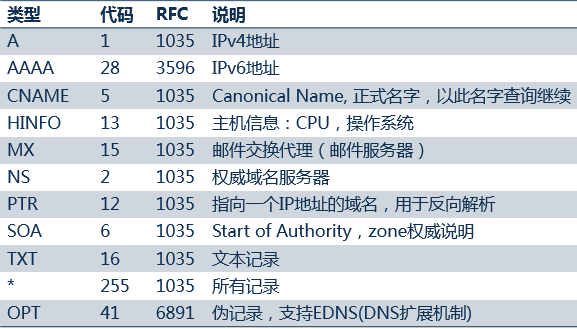 类型 代码 RFC 说明
A 1 1035 IPv4地址
AAAA 28 3596 IPv6地址
CNAME 5 1035 Canonical Name, 正式名字，以此名字查询继续
HINFO 13 1035 主机信息：CPU，操作系统
MX 15 1035 邮件交换代理（邮件服务器）
NS 2 1035 权威域名服务器
PTR 12 1035 指向一个IP地址的域名，用于反向解析
SOA 6 1035 Start of Authority，zone权威说明
TXT 16 1035 文本记录
* 255 1035 所有记录
OPT 41 6891 伪记录，支持EDNS(DNS扩展机制)